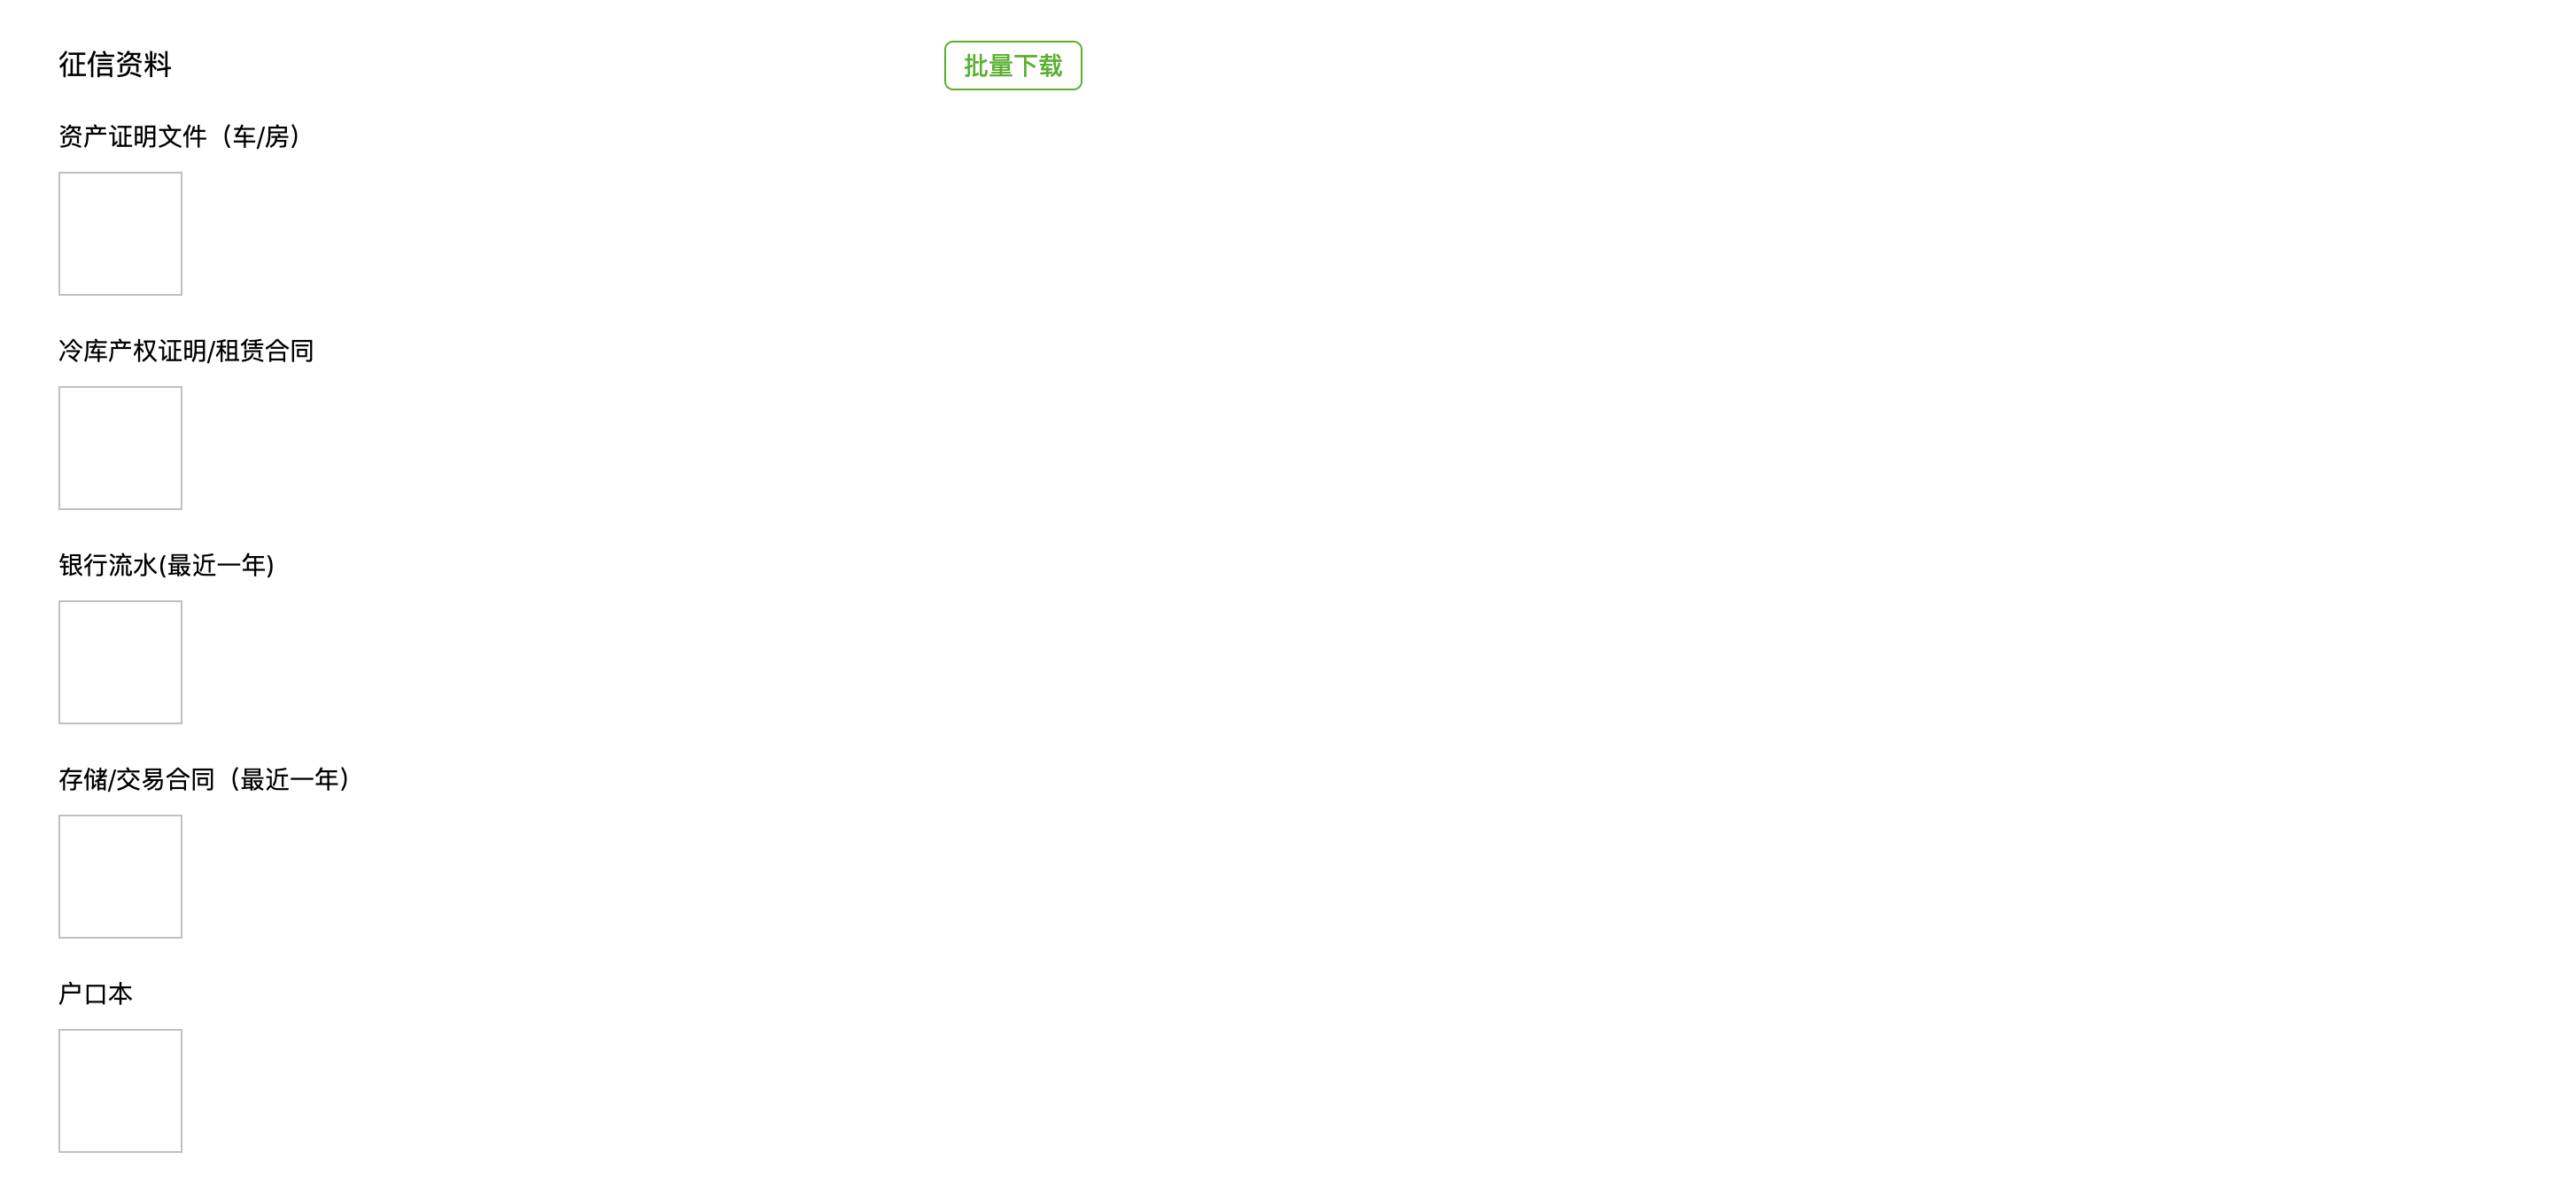 征信资料
批量下载
资产证明文件（车/房）
冷库产权证明/租赁合同
银行流水(最近一年)
存储/交易合同（最近一年）
户口本